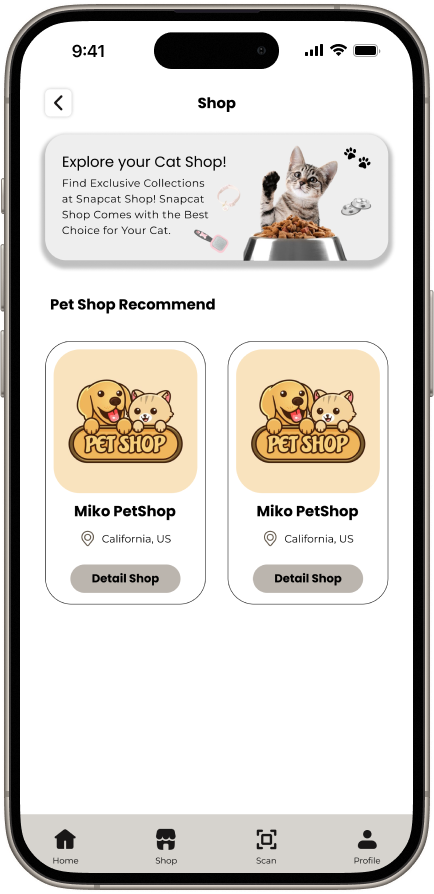 9:41
Shop
Explore your Cat Shop!
Find Exclusive Collections
at Snapcat Shop! Snapcat
Shop Comes with the Best
Choice for Your Cat.
Pet Shop Recommend
PET SHOP
Miko PetShop
California, US
Detail Shop
PET SHOP
Miko PetShop
California, US
Detail Shop
Home
Shop
Scan
Profile